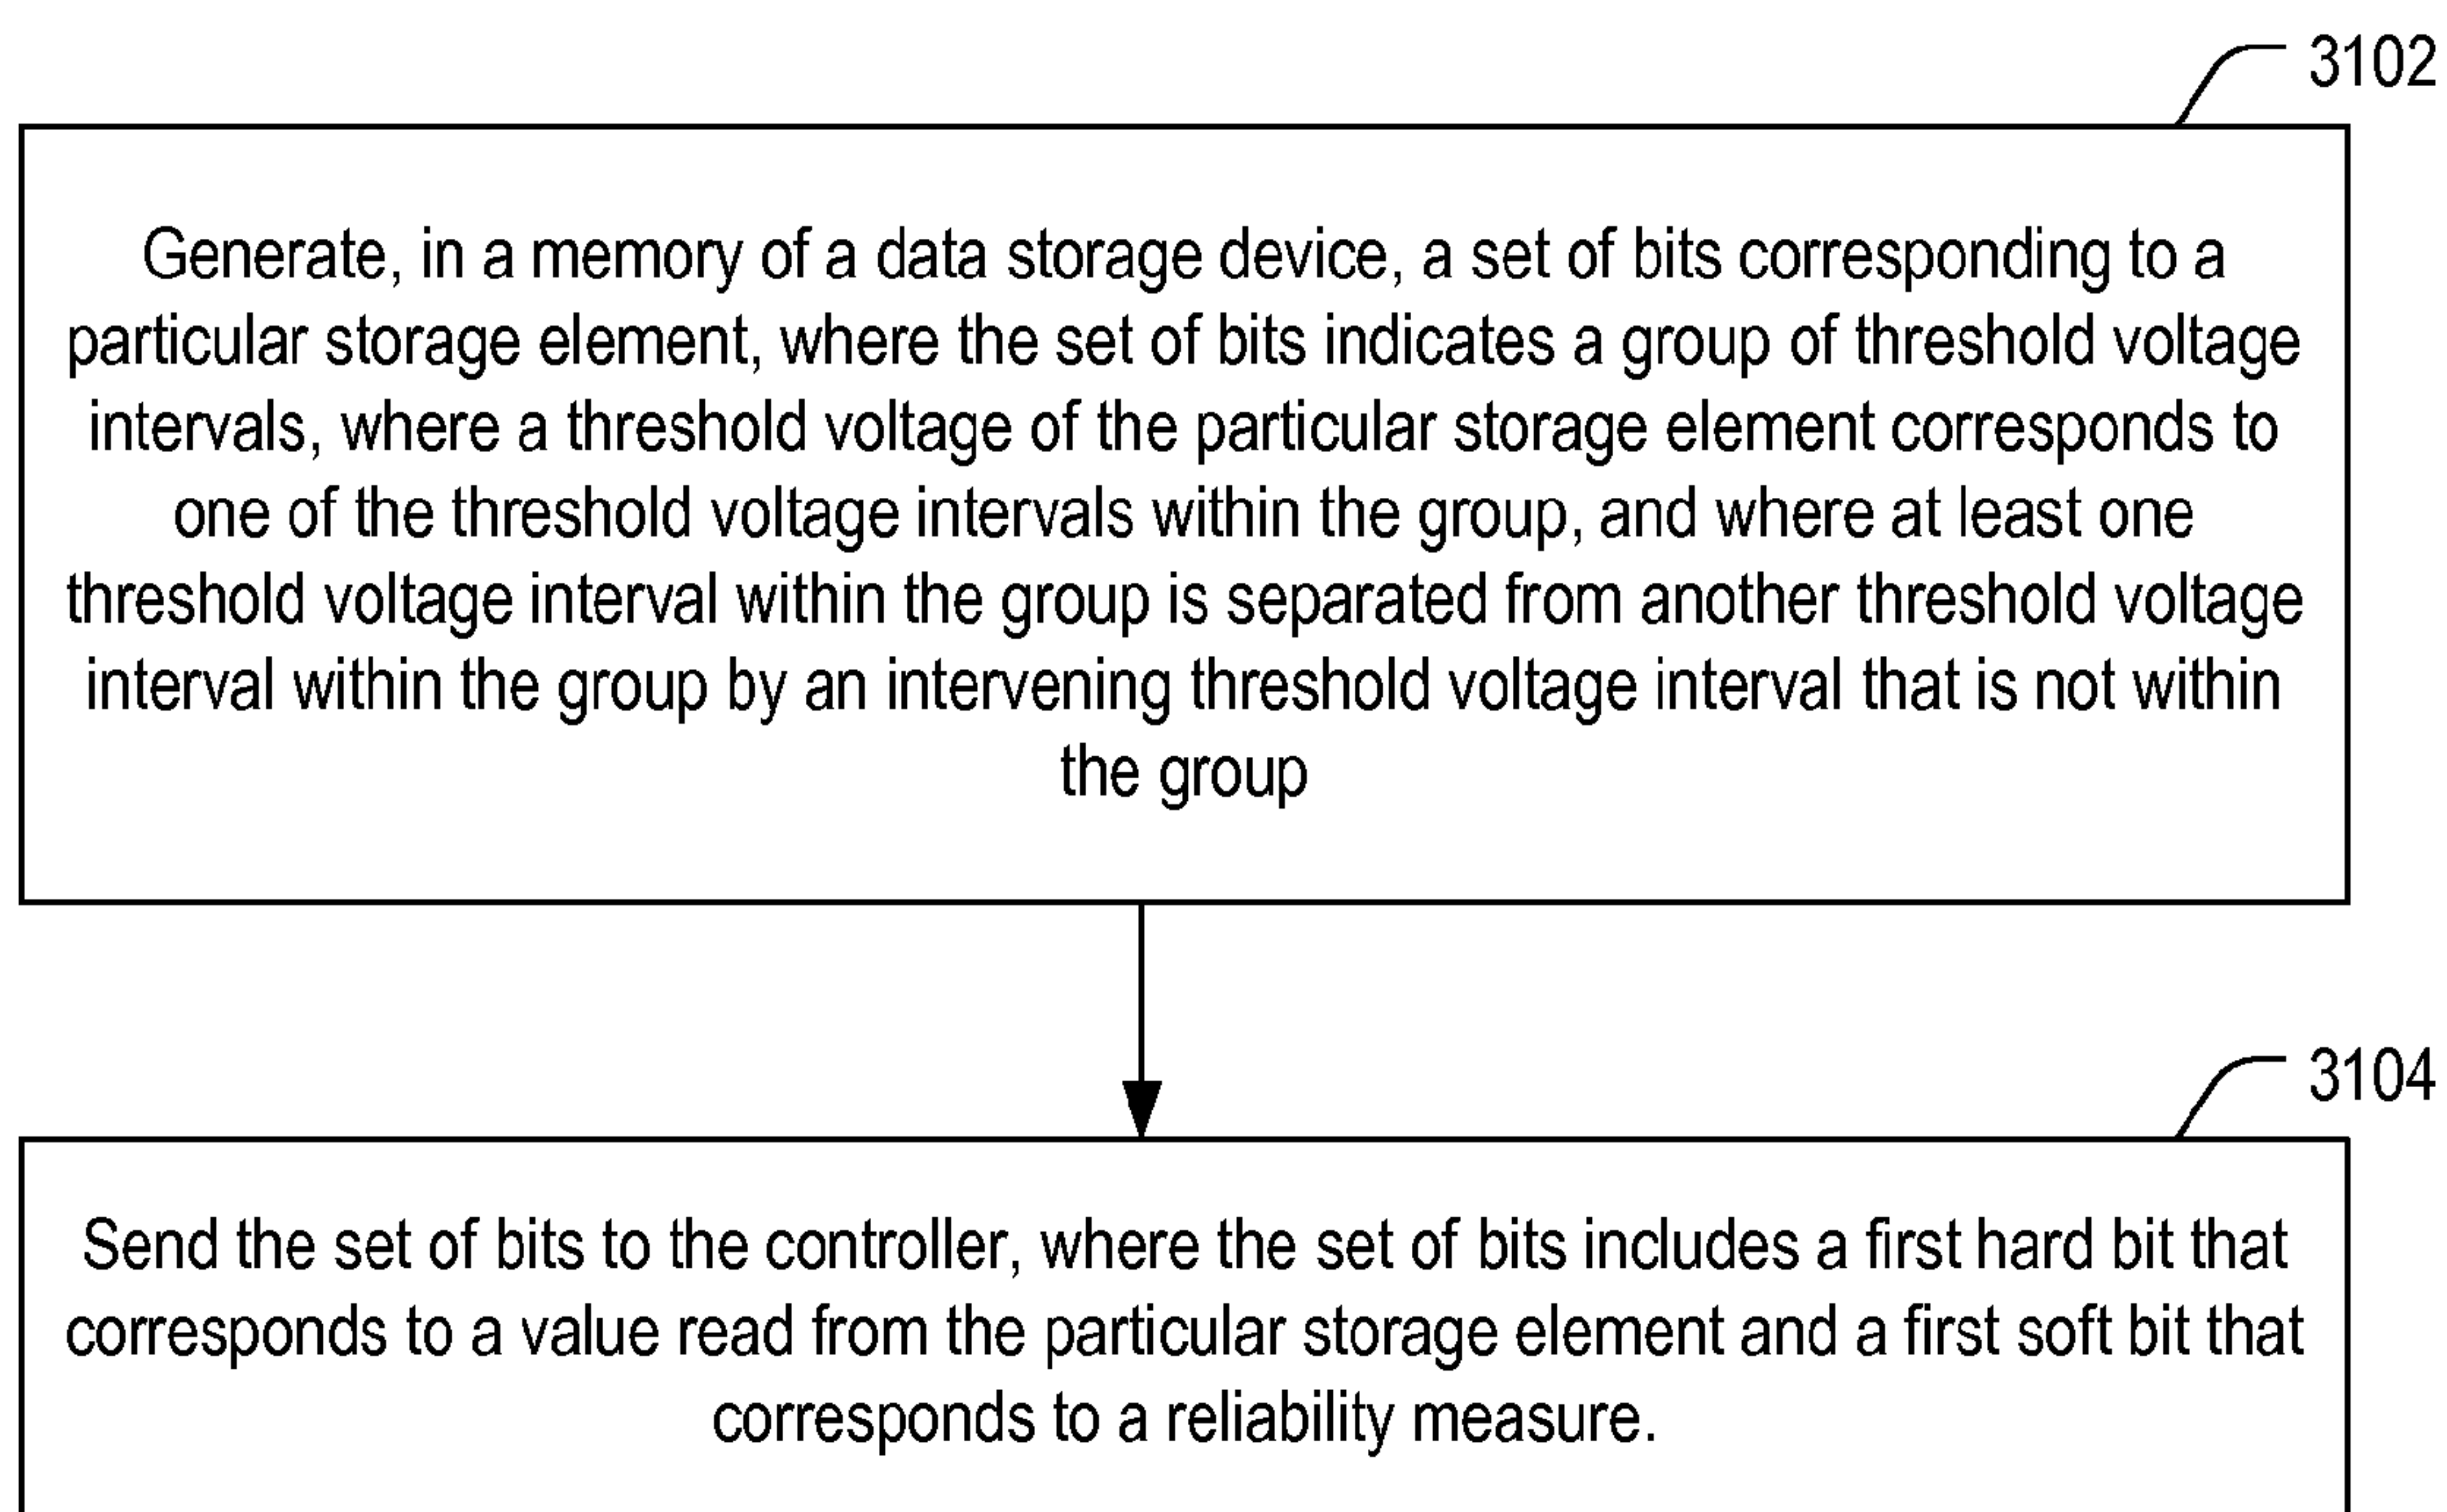 3102
Generate, in a memory of a data storage device, a set of bits corresponding to a
particular storage element, where the set of bits indicates a group of threshold voltage
intervals, where a threshold voltage of the particular storage element corresponds to
one of the threshold voltage intervals within the group, and where at least one
threshold voltage interval within the group is separated from another threshold voltage
interval within the group by an intervening threshold voltage interval that is not within
the group
3104
Send the set of bits to the controller, where the set of bits includes a first hard bit that
corresponds to a value read from the particular storage element and a first soft bit that
corresponds to a reliability measure.